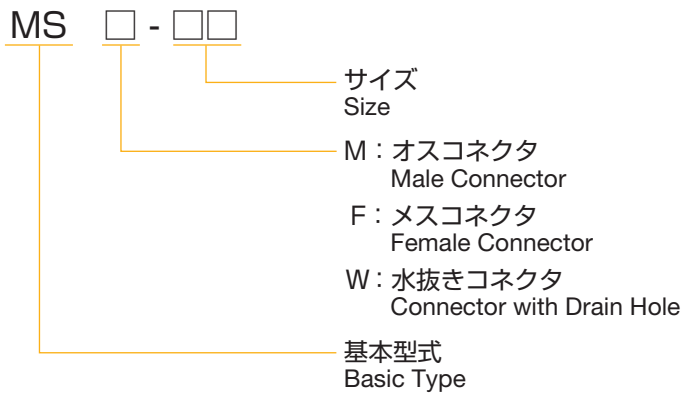 MS □ - □□
サイズ
Size
M：オスコネクタ
Male Connector
F：メスコネクタ
Female Connector
W：水抜きコネクタ
Connector with Drain Hole
基本型式
Basic Type